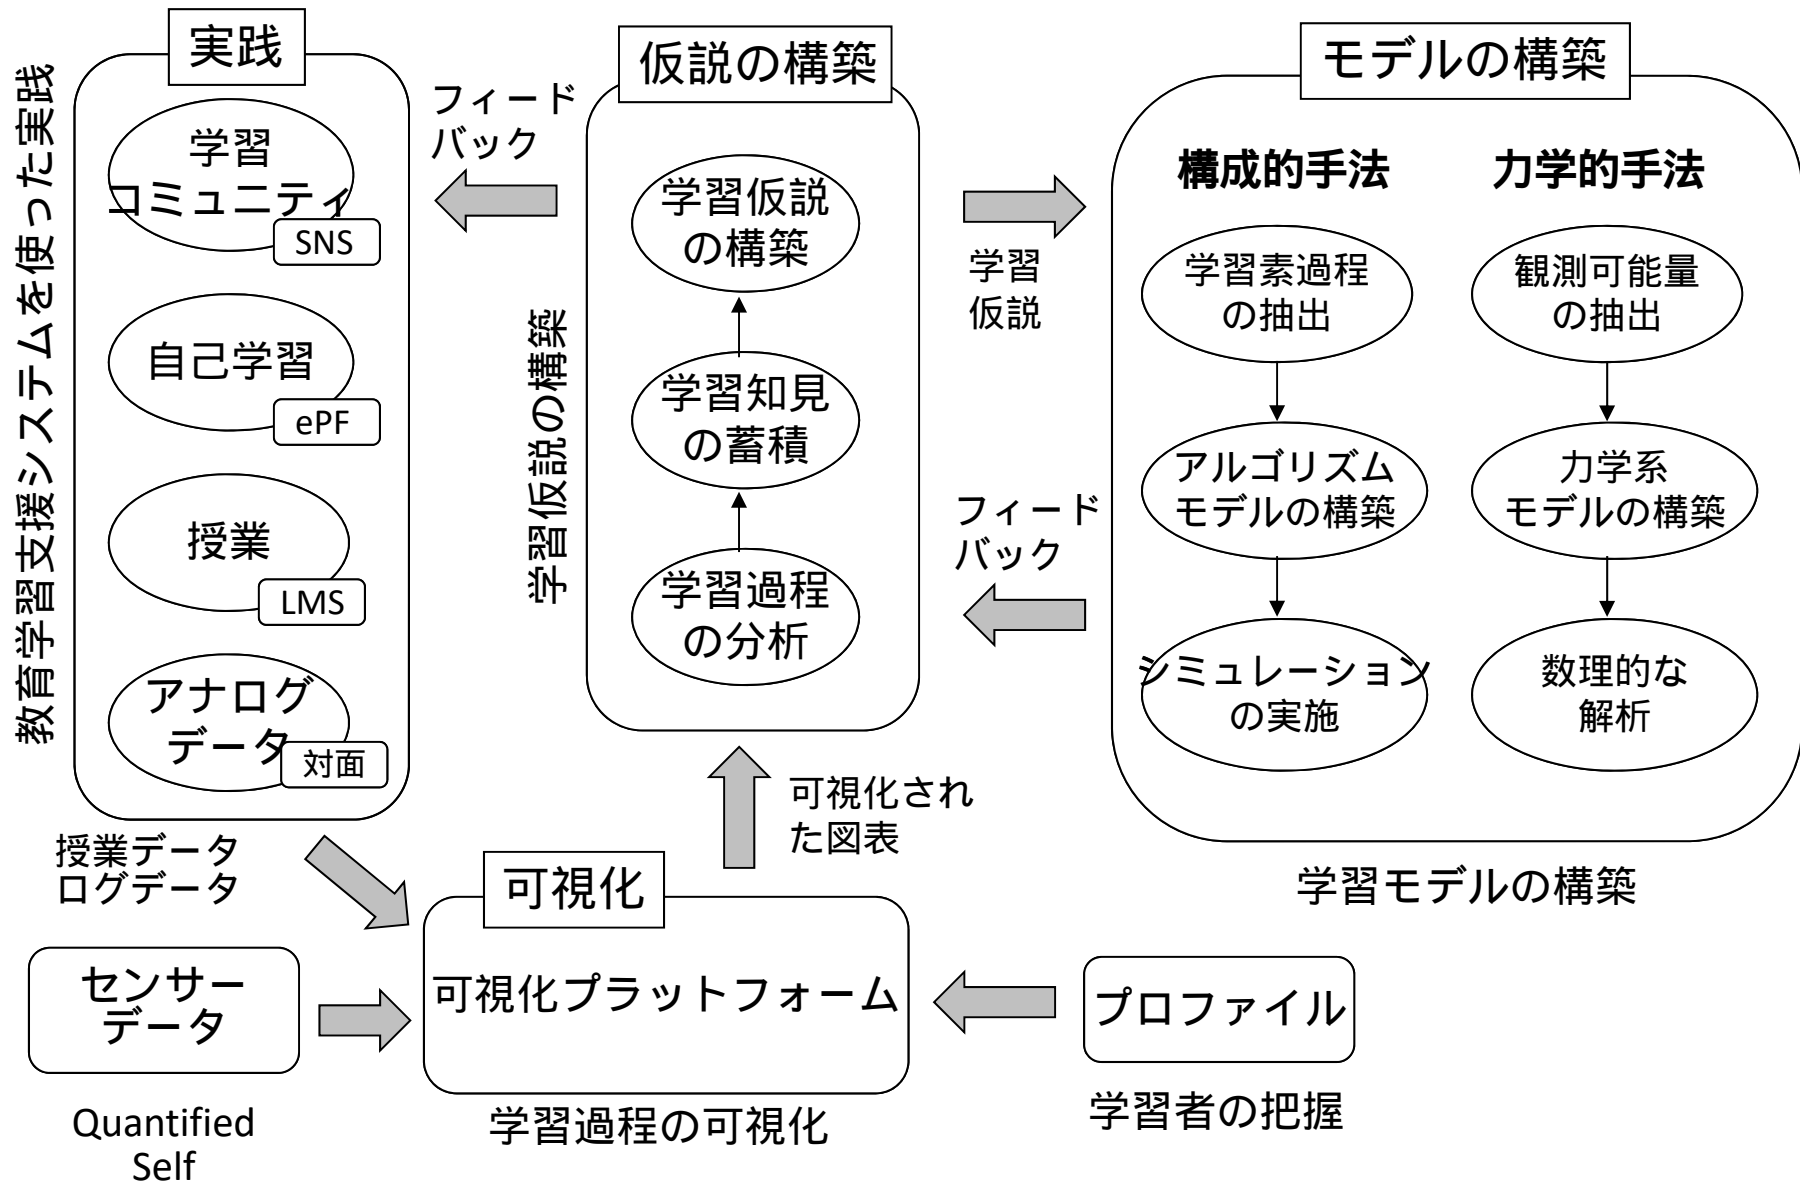 実践
教育学習支援システムを使った実践
学習
コミュニティ
SNS
自己学習
ePF
授業
LMS
アナログ
データ
対面
フィード
バック
仮説の構築
学習仮説の構築
学習仮説
の構築
学習知見
の蓄積
学習過程
の分析
学習
仮説
フィード
バック
モデルの構築
構成的手法
力学的手法
学習素過程
の抽出
観測可能量
の抽出
アルゴリズム
モデルの構築
力学系
モデルの構築
シミュレーション
の実施
数理的な
解析
学習モデルの構築
授業データ
ログデータ
可視化され
た図表
可視化
可視化プラットフォーム
学習過程の可視化
センサー
データ
Quantified
Self
プロファイル
学習者の把握